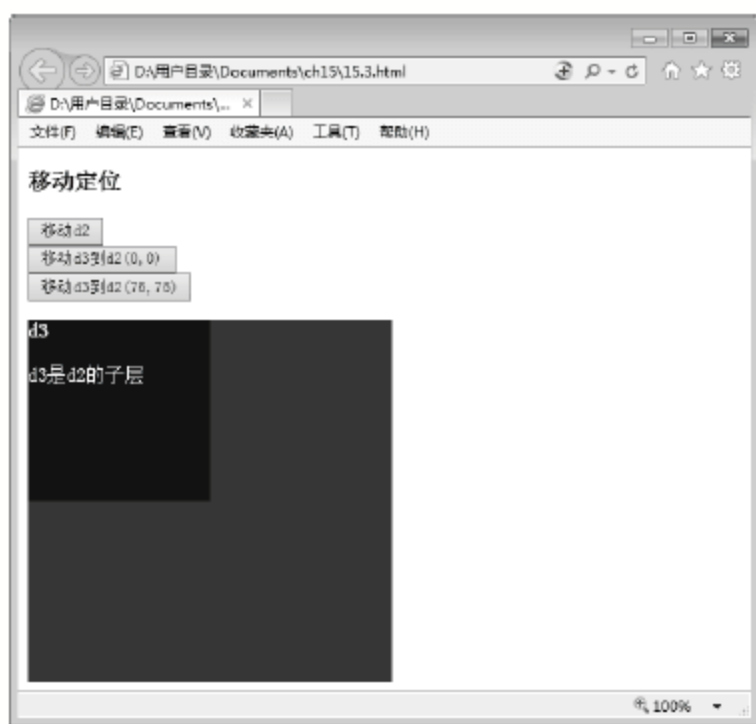 D:\用户目录\Documents\ch15\15.3.html
D:\用户目录\Documents\...
文件(F) 编辑(E) 查看(V) 收藏夹(A) 工具(T) 帮助(H)
移动定位
移动d2
移动d3到d2(0, 0)
移动d3到d2(75, 75)
d3
d3是d2的子层
100%